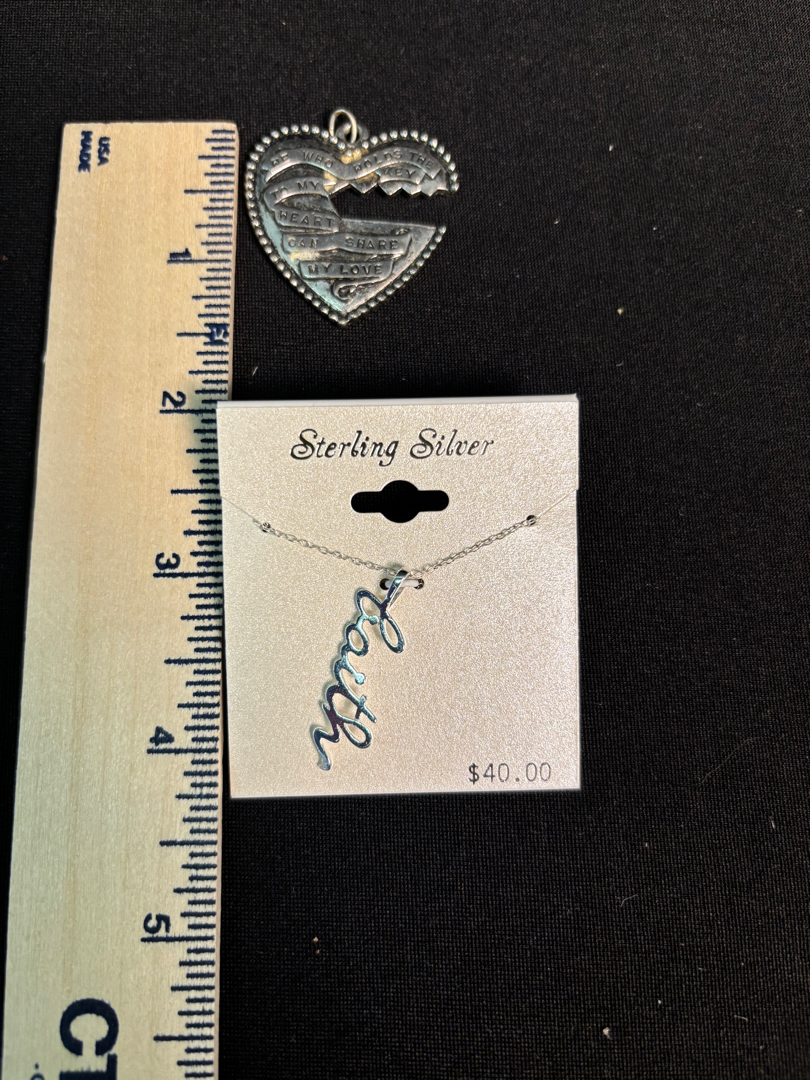 USA
MADE
1
2
3
4
5
HE WHO HOLDS THE
KEY
TO MY
HEART
CAN SHARE
MY LOVE
Sterling Silver
faith
$40.00